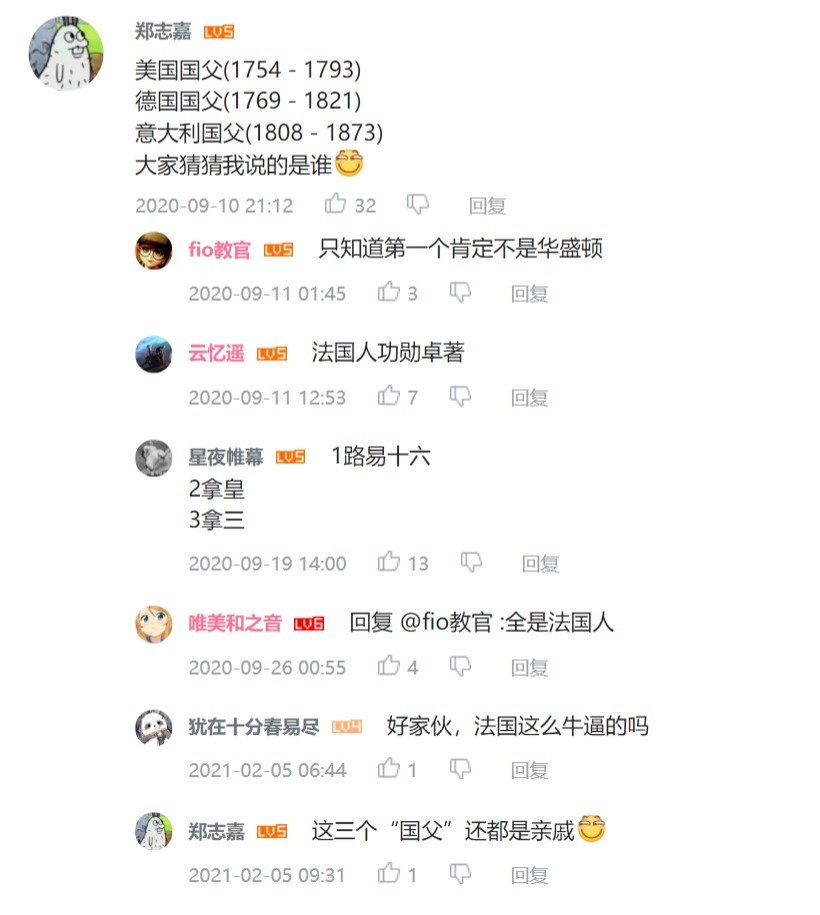 郑志嘉 LV5
美国国父(1754 - 1793)
德国国父(1769 - 1821)
意大利国父(1808 - 1873)
大家猜猜我说的是谁
2020-09-10 21:12 32 回复
fio教官 LV5 只知道第一个肯定不是华盛顿
2020-09-11 01:45 3 回复
云忆遥 LV5 法国人功勋卓著
2020-09-11 12:53 7 回复
星夜帷幕 LV5 1路易十六
2拿皇
3拿三
2020-09-19 14:00 13 回复
唯美和之音 LV6 回复 @fio教官 :全是法国人
2020-09-26 00:55 4 回复
犹在十分春易尽 LV4 好家伙，法国这么牛逼的吗
2021-02-05 06:44 1 回复
郑志嘉 LV5 这三个“国父”还都是亲戚
2021-02-05 09:31 1 回复